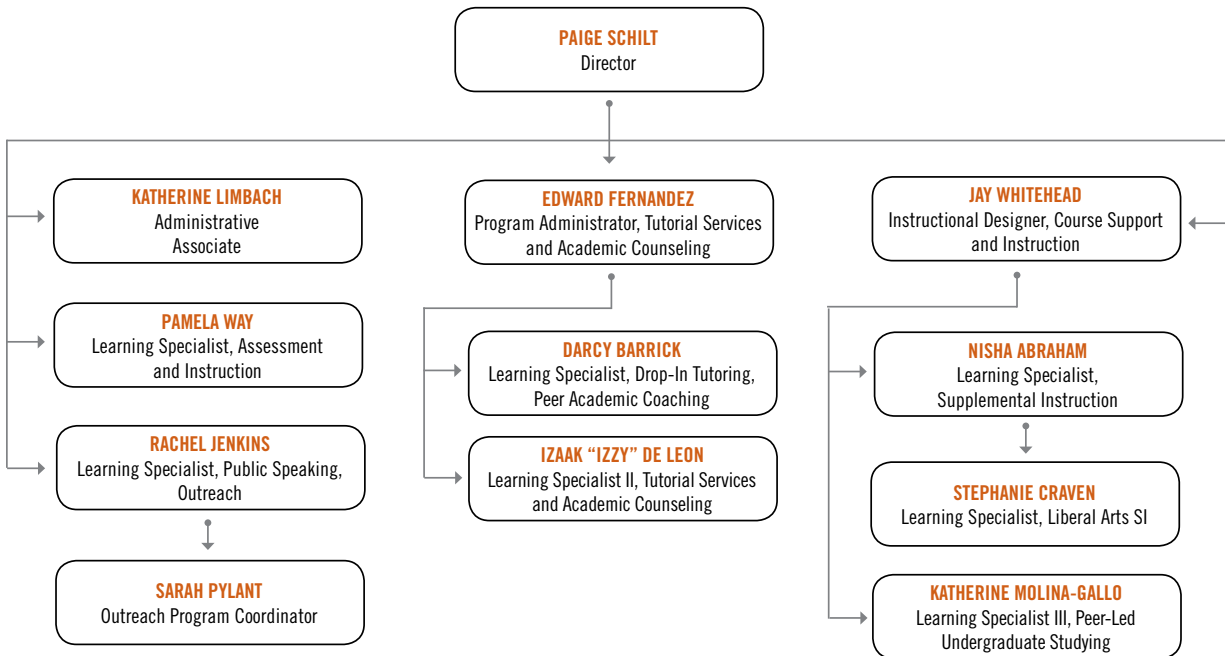 PAIGE SCHILT
Director
KATHERINE LIMBACH
Administrative
Associate
PAMELA WAY
Learning Specialist, Assessment
and Instruction
RACHEL JENKINS
Learning Specialist, Public Speaking,
Outreach
SARAH PYLANT
Outreach Program Coordinator
EDWARD FERNANDEZ
Program Administrator, Tutorial Services
and Academic Counseling
DARCY BARRICK
Learning Specialist, Drop-In Tutoring,
Peer Academic Coaching
IZAAK “IZZY” DE LEON
Learning Specialist II, Tutorial Services
and Academic Counseling
JAY WHITEHEAD
Instructional Designer, Course Support
and Instruction
NISHA ABRAHAM
Learning Specialist,
Supplemental Instruction
STEPHANIE CRAVEN
Learning Specialist, Liberal Arts SI
KATHERINE MOLINA-GALLO
Learning Specialist III, Peer-Led
Undergraduate Studying